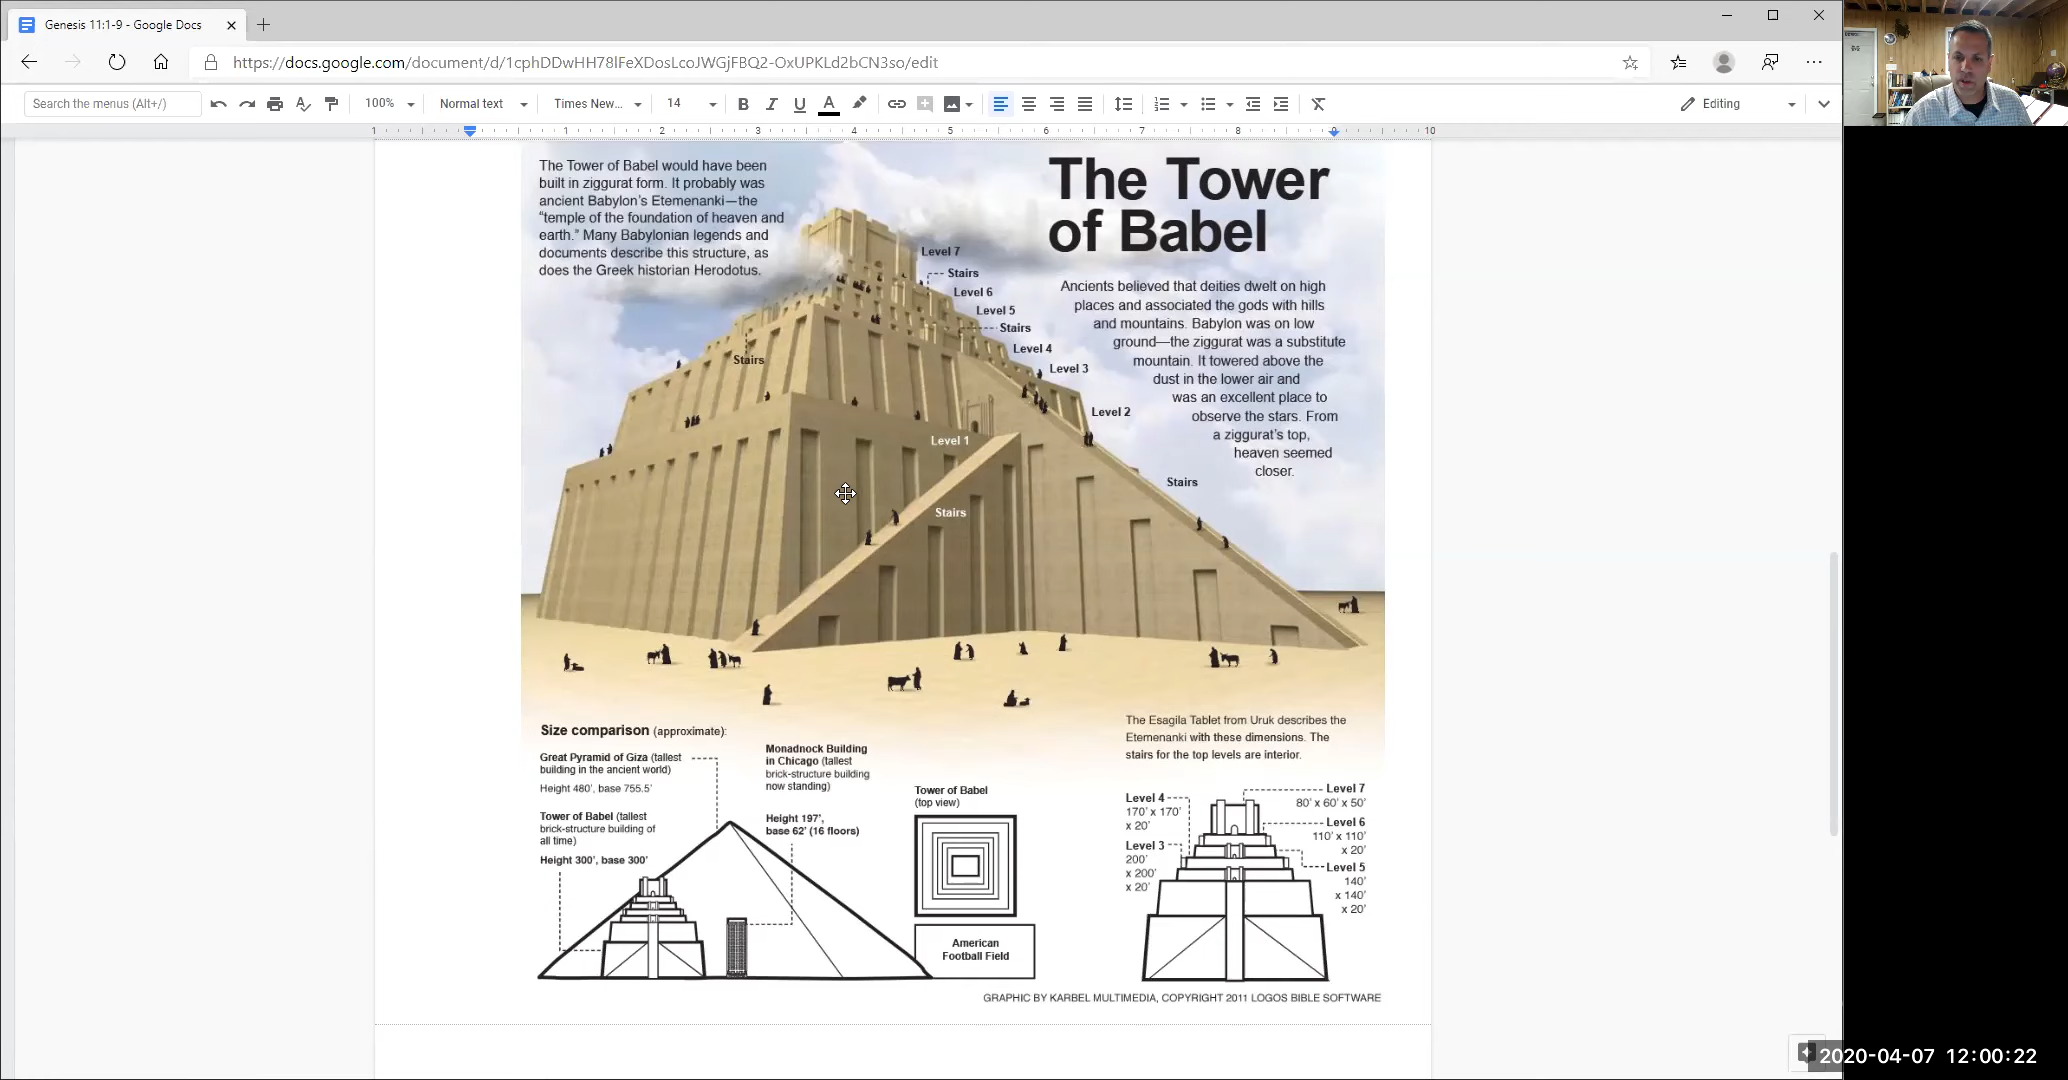 Genesis 11:1-9 - Google Docs
https://docs.google.com/document/d/1cphDDwHH78lFeXDosLcoJWGjFBQ2-OxUPKLd2bCN3so/edit
Search the menus (Alt+/)
100%
Normal text
Times New...
14
B
I
U
A
Editing
1 1 2 3 4 5 6 7 8 9 10
The Tower of Babel would have been
built in ziggurat form. It probably was
ancient Babylon's Etemenanki—the
“temple of the foundation of heaven and
earth.” Many Babylonian legends and
documents describe this structure, as
does the Greek historian Herodotus.
The Tower
of Babel
Ancients believed that deities dwelt on high
places and associated the gods with hills
and mountains. Babylon was on low
ground—the ziggurat was a substitute
mountain. It towered above the
dust in the lower air and
was an excellent place to
observe the stars. From
a ziggurat's top,
heaven seemed
closer.
Level 7
Stairs
Level 6
Level 5
Stairs
Level 4
Stairs
Level 3
Level 2
Level 1
Stairs
Stairs
Size comparison (approximate):
Great Pyramid of Giza (tallest
building in the ancient world)
Height 480', base 755.5'
Tower of Babel (tallest
brick-structure building of
all time)
Height 300', base 300'
Monadnock Building
in Chicago (tallest
brick-structure building
now standing)
Height 197',
base 62' (16 floors)
Tower of Babel
(top view)
American
Football Field
The Esagila Tablet from Uruk describes the
Etemenanki with these dimensions. The
stairs for the top levels are interior.
Level 4
170' x 170'
x 20'
Level 3
200'
x 200'
x 20'
Level 7
80' x 60' x 50'
Level 6
110' x 110'
x 20'
Level 5
140'
x 140'
x 20'
GRAPHIC BY KARBEL MULTIMEDIA, COPYRIGHT 2011 LOGOS BIBLE SOFTWARE
2020-04-07 12:00:22